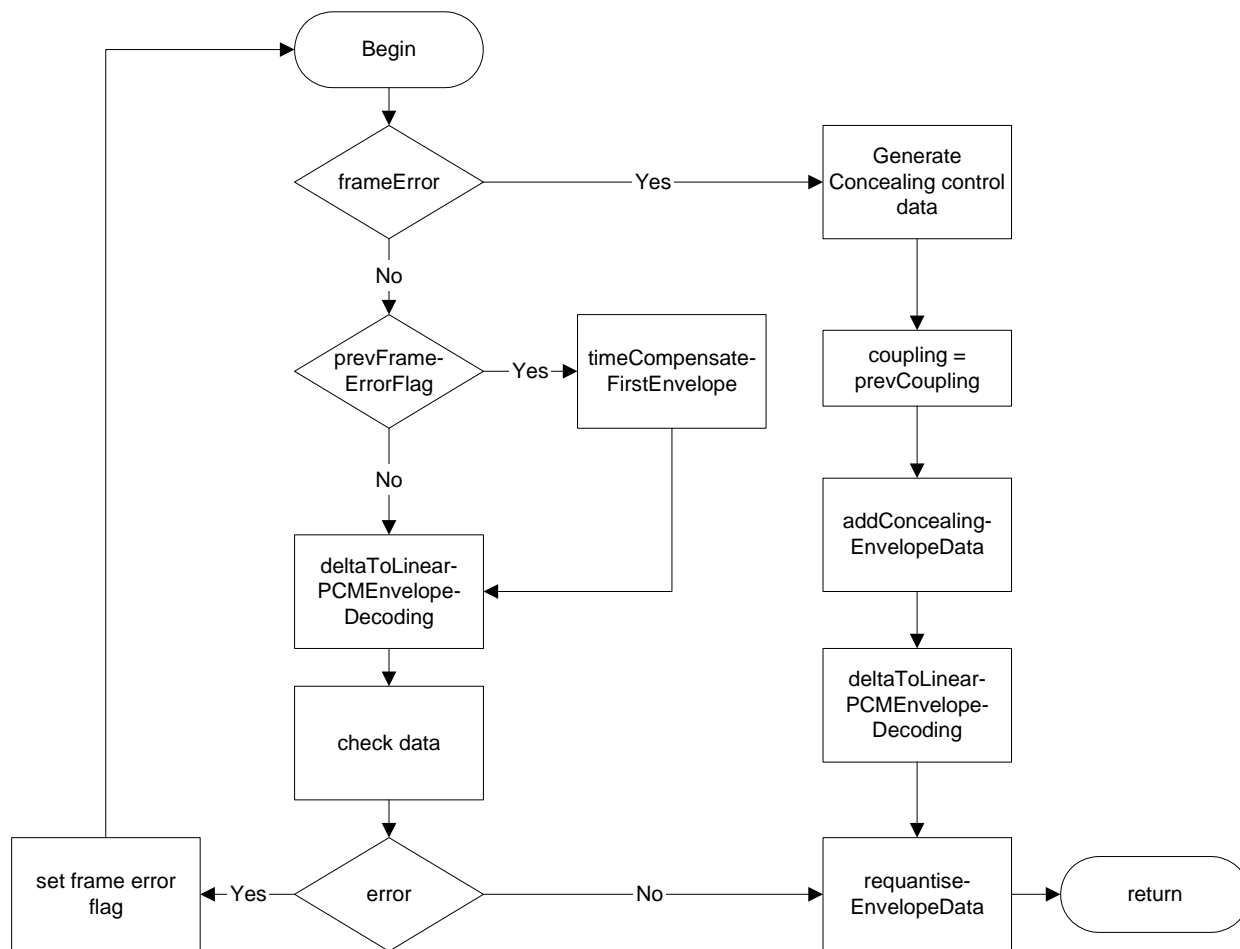 Begin
frameError
Yes
Generate
Concealing control
data
No
prevFrame-
ErrorFlag
Yes
timeCompensate-
FirstEnvelope
coupling =
prevCoupling
No
addConcealing-
EnvelopeData
deltaToLinear-
PCMEnvelope-
Decoding
deltaToLinear-
PCMEnvelope-
Decoding
check data
set frame error
flag
Yes
error
No
requantise-
EnvelopeData
return